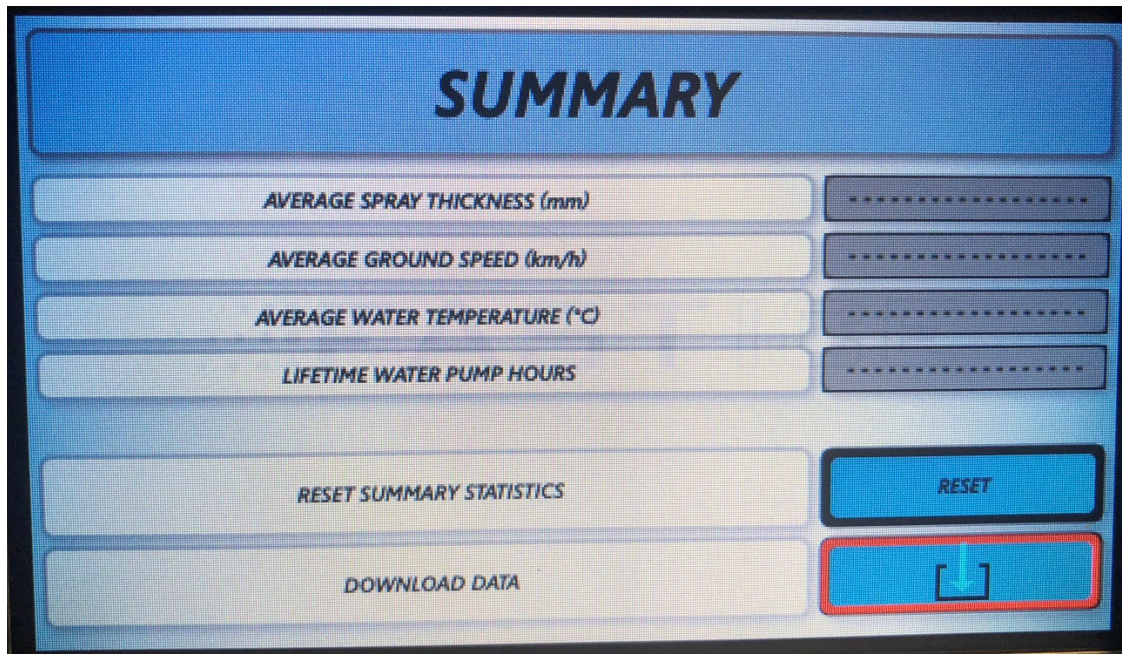 SUMMARY
AVERAGE SPRAY THICKNESS (mm)
------------------
AVERAGE GROUND SPEED (km/h)
------------------
AVERAGE WATER TEMPERATURE (°C)
------------------
LIFETIME WATER PUMP HOURS
------------------
RESET SUMMARY STATISTICS
RESET
DOWNLOAD DATA